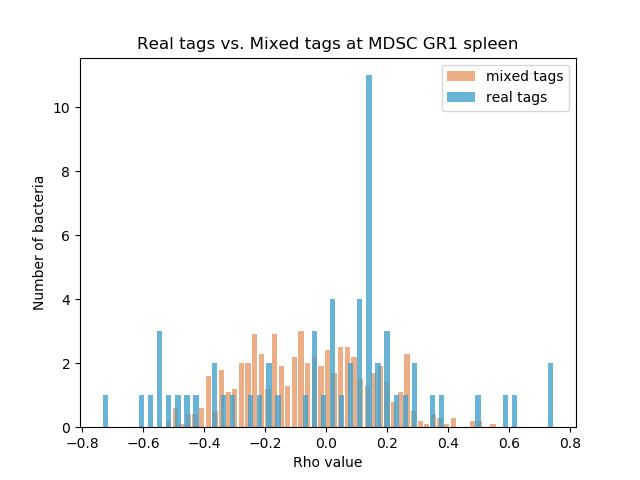 Real tags vs. Mixed tags at MDSC GR1 spleen
mixed tags
real tags
Number of bacteria
10
8
6
4
2
0
−0.8 −0.6 −0.4 −0.2 0.0 0.2 0.4 0.6 0.8
Rho value